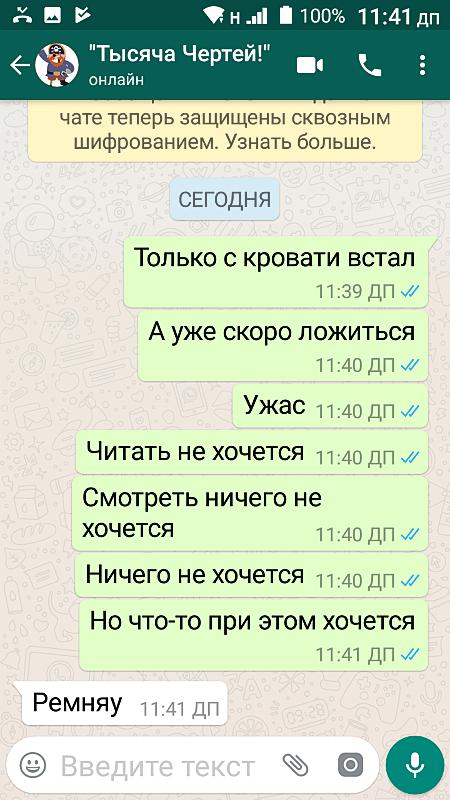 Н 100% 11:41 дп
"Тысяча Чертей!"
онлайн
чате теперь защищены сквозным
шифрованием. Узнать больше.
СЕГОДНЯ
Только с кровати встал
11:39 ДП
А уже скоро ложиться
11:40 ДП
Ужас 11:40 ДП
Читать не хочется 11:40 ДП
Смотреть ничего не
хочется 11:40 ДП
Ничего не хочется 11:40 ДП
Но что-то при этом хочется
11:41 ДП
Ремняу 11:41 ДП
Введите текст